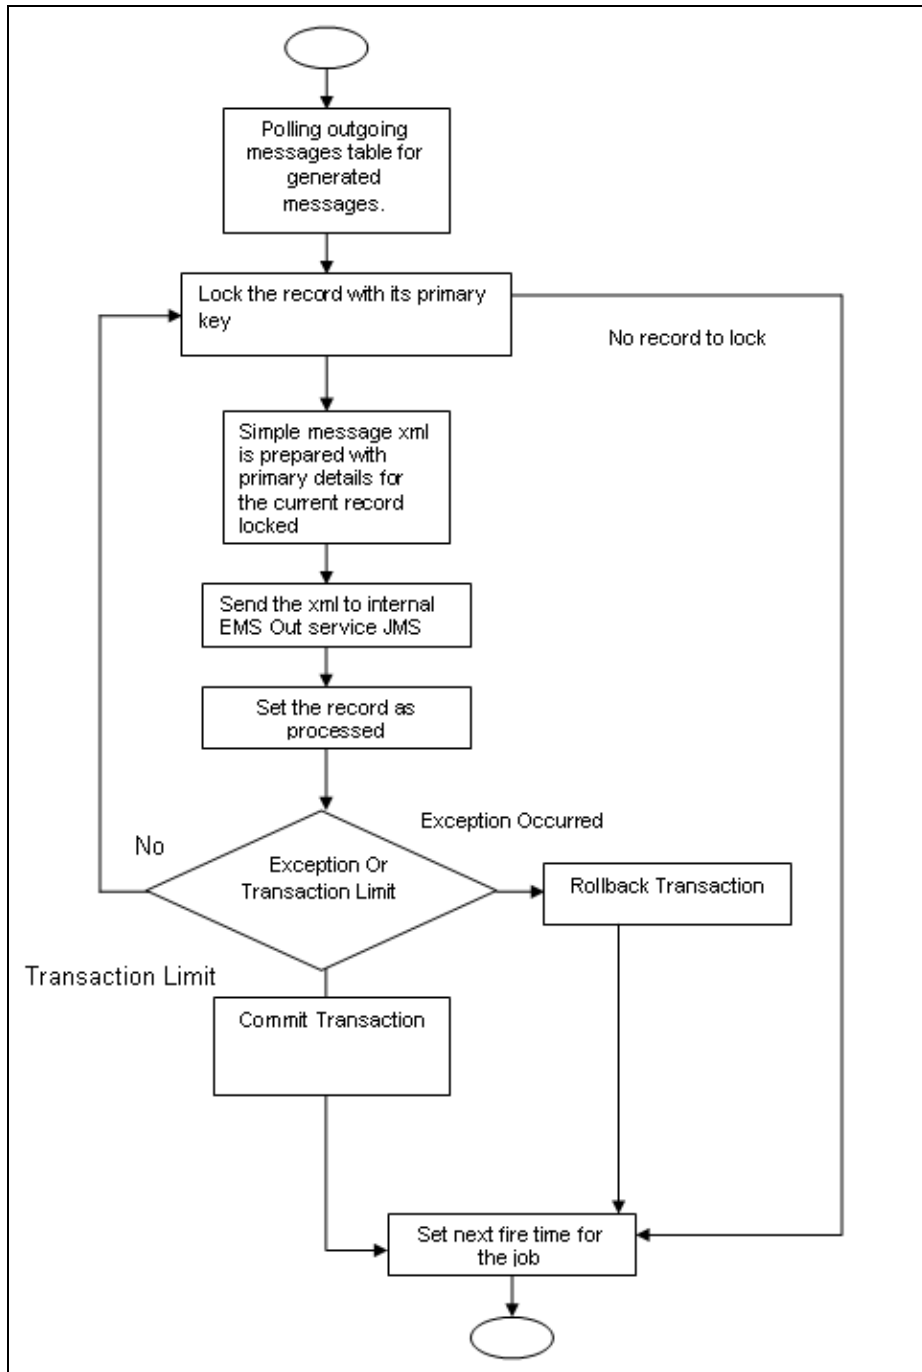 Polling outgoing
messages table for
generated
messages.
Lock the record with its primary
key
No record to lock
Simple message xml
is prepared with
primary details for
the current record
locked
Send the xml to internal
EMS Out service JMS
Set the record as
processed
Exception Occurred
No
Exception Or
Transaction Limit
Rollback Transaction
Transaction Limit
Commit Transaction
Set next fire time for
the job